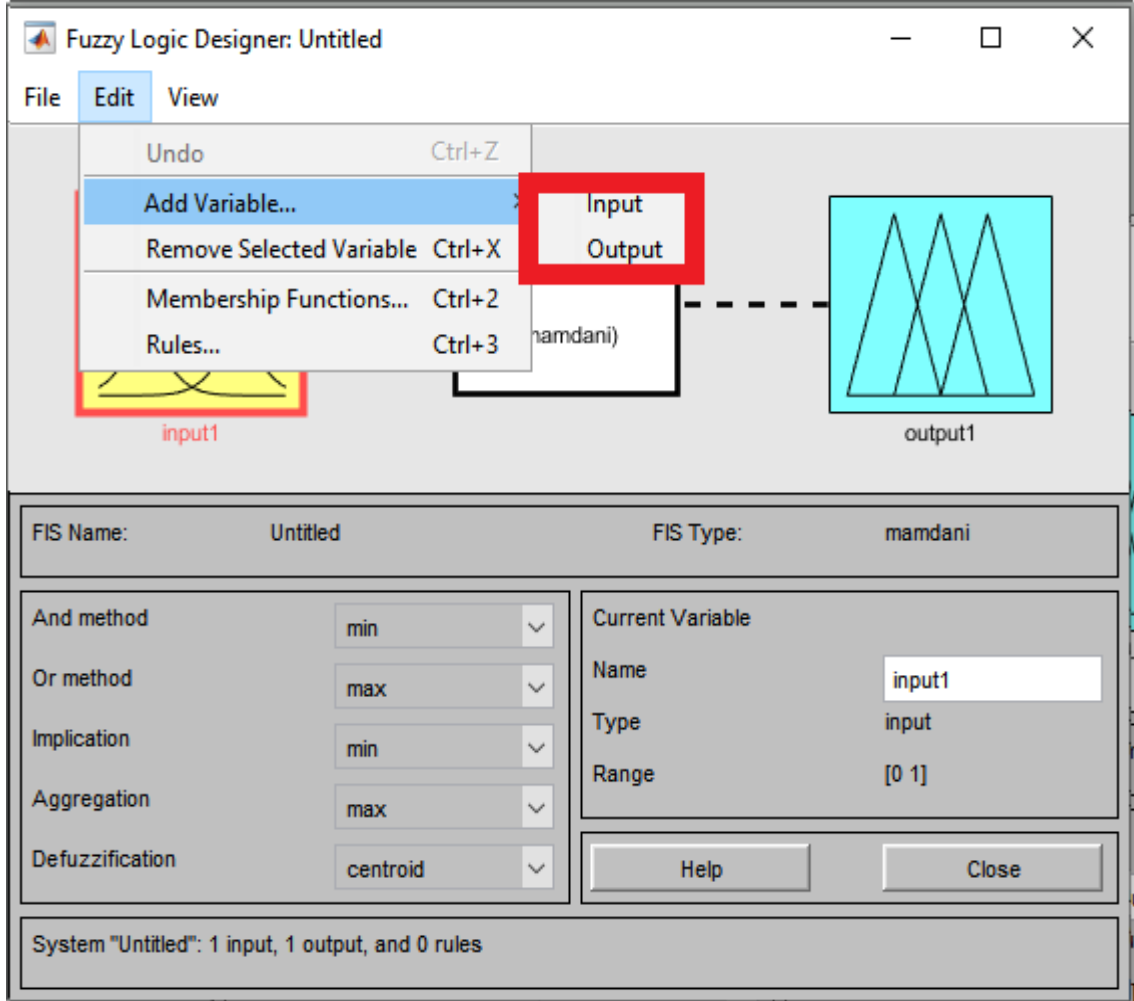 Fuzzy Logic Designer: Untitled
File Edit View
Undo Ctrl+Z
Add Variable... Input
Remove Selected Variable Ctrl+X Output
Membership Functions... Ctrl+2
Rules... Ctrl+3
input1
output1
FIS Name: Untitled FIS Type: mamdani
And method min
Or method max
Implication min
Aggregation max
Defuzzification centroid
Current Variable
Name input1
Type input
Range [0 1]
Help Close
System "Untitled": 1 input, 1 output, and 0 rules